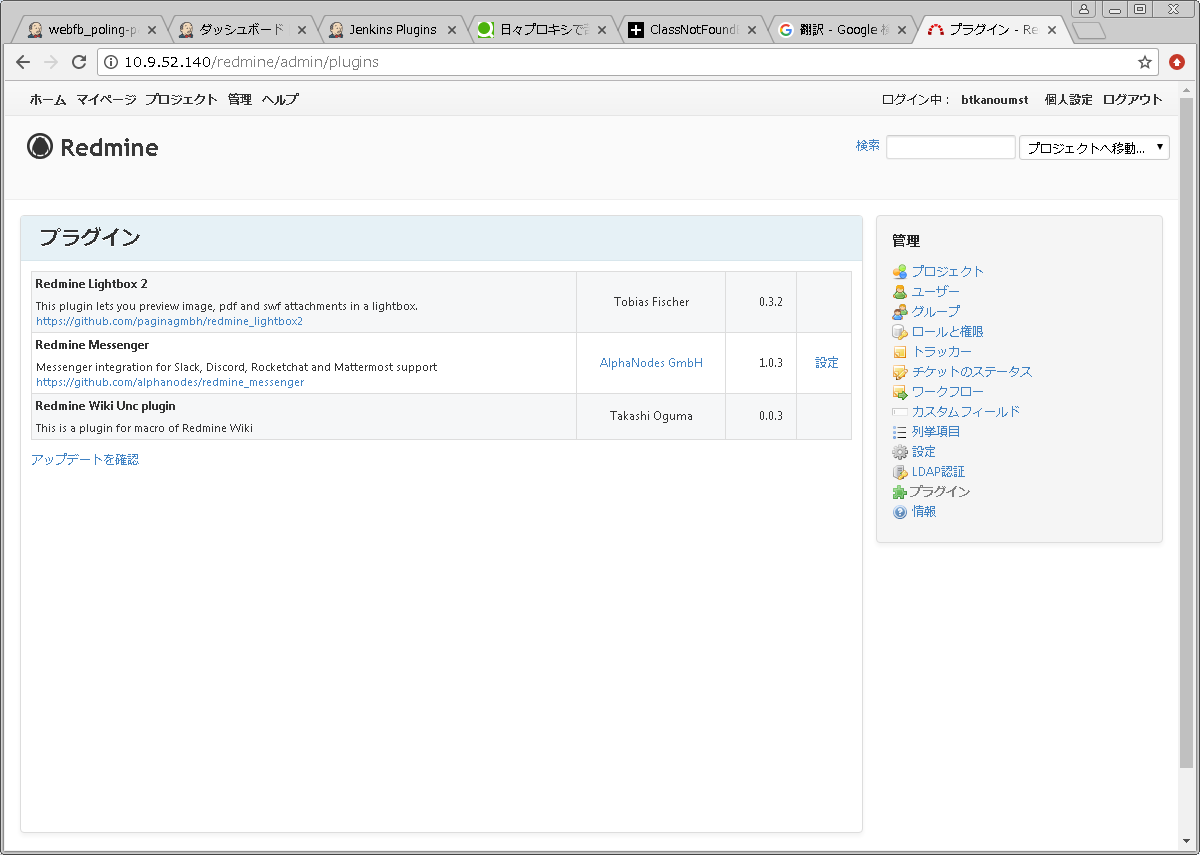 webfb_poling-p
ダッシュボード
Jenkins Plugins
日々プロキシで
ClassNotFound
翻訳 - Google
プラグイン - Re
10.9.52.140/redmine/admin/plugins
ホーム マイページ プロジェクト 管理 ヘルプ
ログイン中： btkanoumst 個人設定 ログアウト
Redmine
検索
プロジェクトへ移動...
プラグイン
Redmine Lightbox 2
This plugin lets you preview image, pdf and swf attachments in a lightbox.
https://github.com/paginagmbh/redmine_lightbox2
Tobias Fischer
0.3.2
Redmine Messenger
Messenger integration for Slack, Discord, Rocketchat and Mattermost support
https://github.com/alphanodes/redmine_messenger
AlphaNodes GmbH
1.0.3
設定
Redmine Wiki Unc plugin
This is a plugin for macro of Redmine Wiki
Takashi Oguma
0.0.3
アップデートを確認
管理
プロジェクト
ユーザー
グループ
ロールと権限
トラッカー
チケットのステータス
ワークフロー
カスタムフィールド
列挙項目
設定
LDAP認証
プラグイン
情報